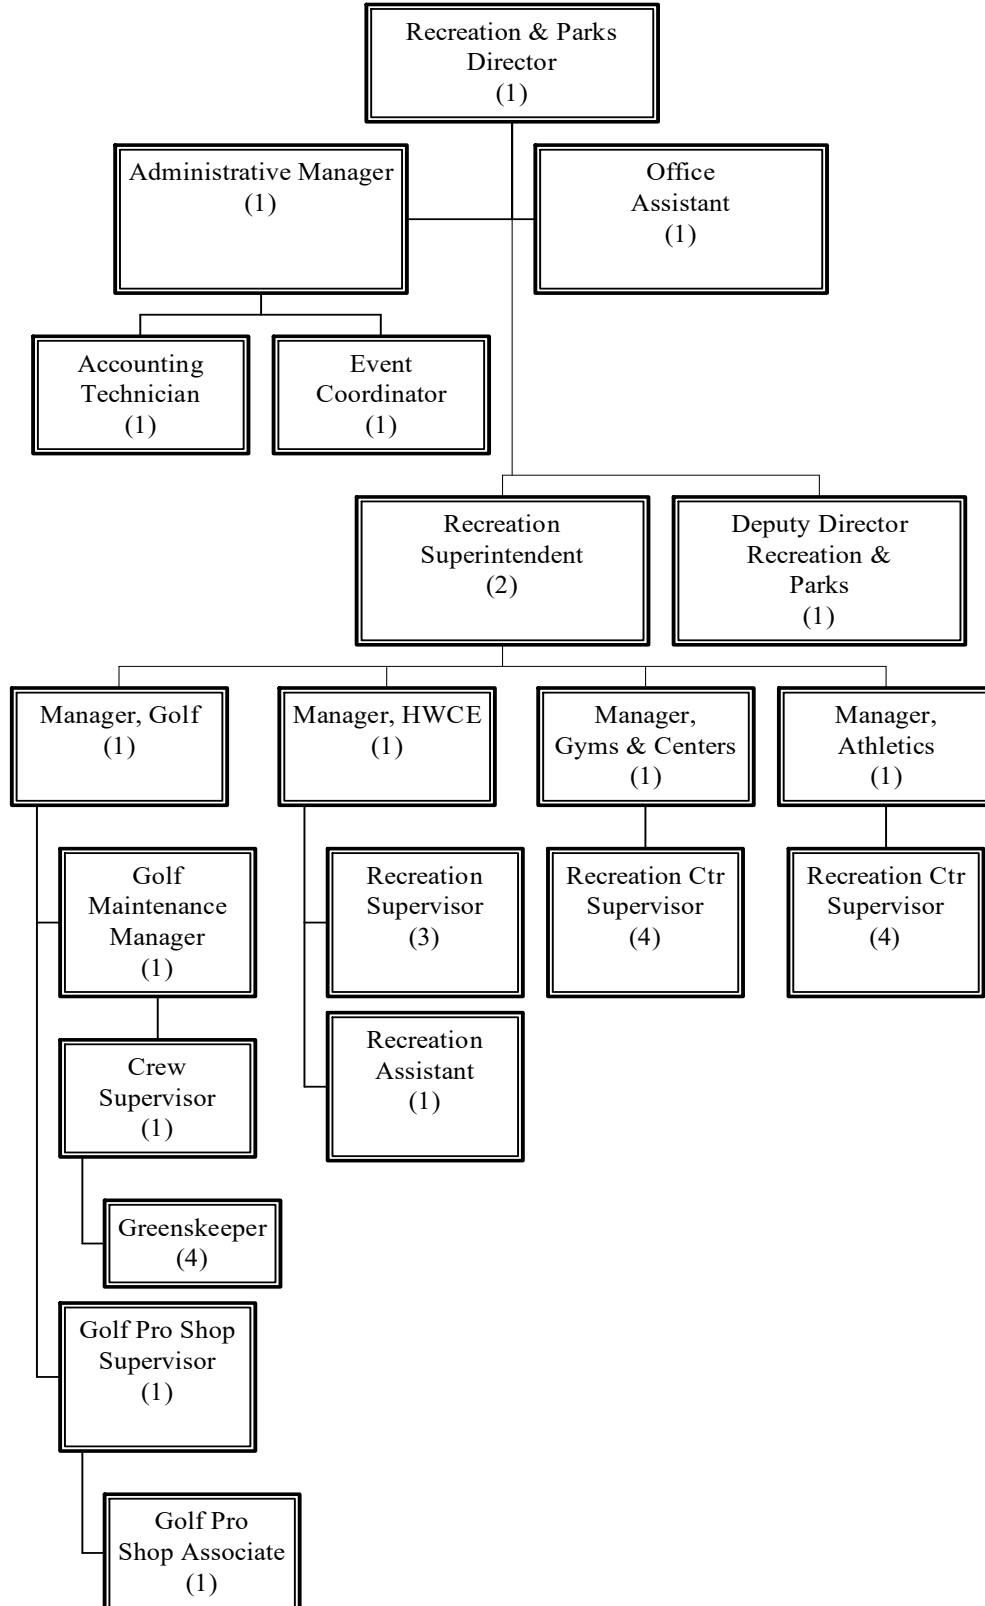 Recreation & Parks
Director
(1)
Administrative Manager
(1)
Office
Assistant
(1)
Accounting
Technician
(1)
Event
Coordinator
(1)
Recreation
Superintendent
(2)
Deputy Director
Recreation &
Parks
(1)
Manager, Golf
(1)
Manager, HWCE
(1)
Manager,
Gyms & Centers
(1)
Manager,
Athletics
(1)
Golf
Maintenance
Manager
(1)
Recreation
Supervisor
(3)
Recreation Ctr
Supervisor
(4)
Recreation Ctr
Supervisor
(4)
Crew
Supervisor
(1)
Recreation
Assistant
(1)
Greenskeeper
(4)
Golf Pro Shop
Supervisor
(1)
Golf Pro
Shop Associate
(1)